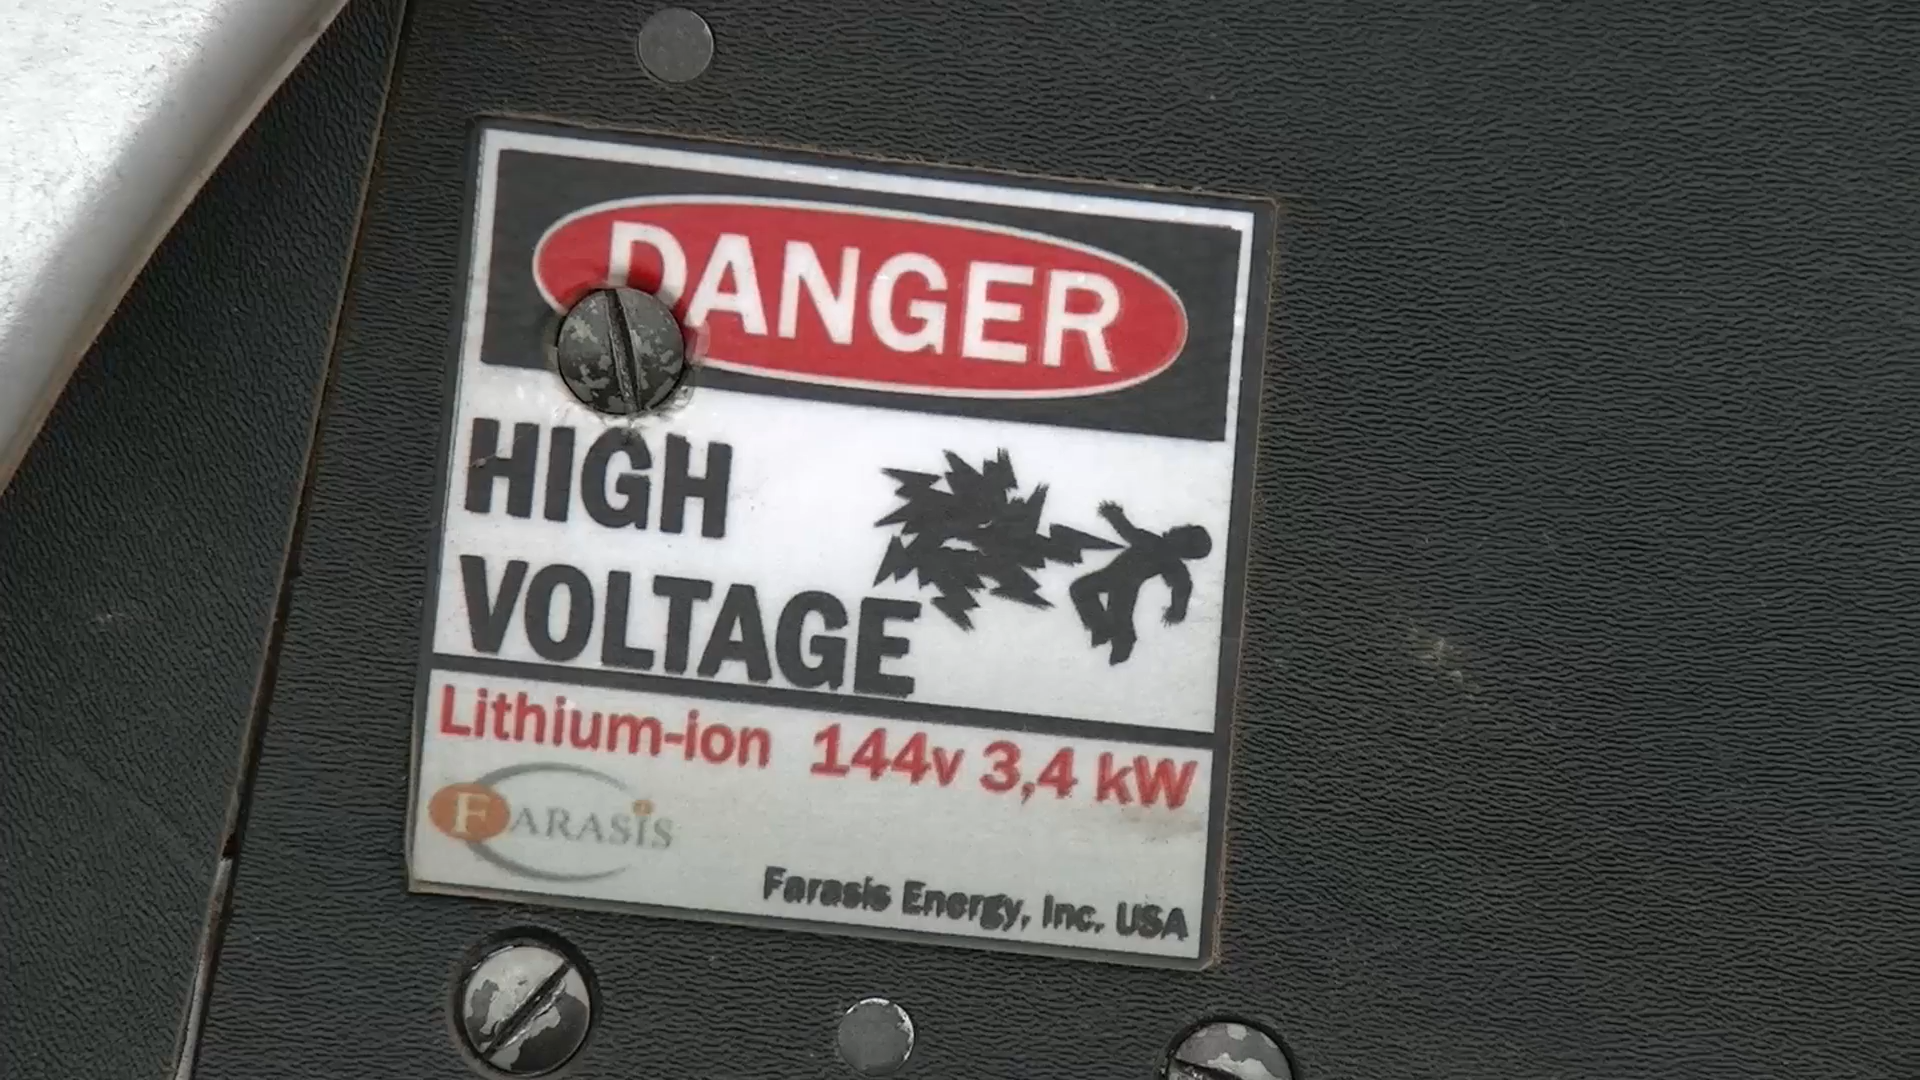 DANGER
HIGH
VOLTAGE
Lithium-ion 144v 3,4 kW
FARASIS
Farasis Energy, Inc. USA